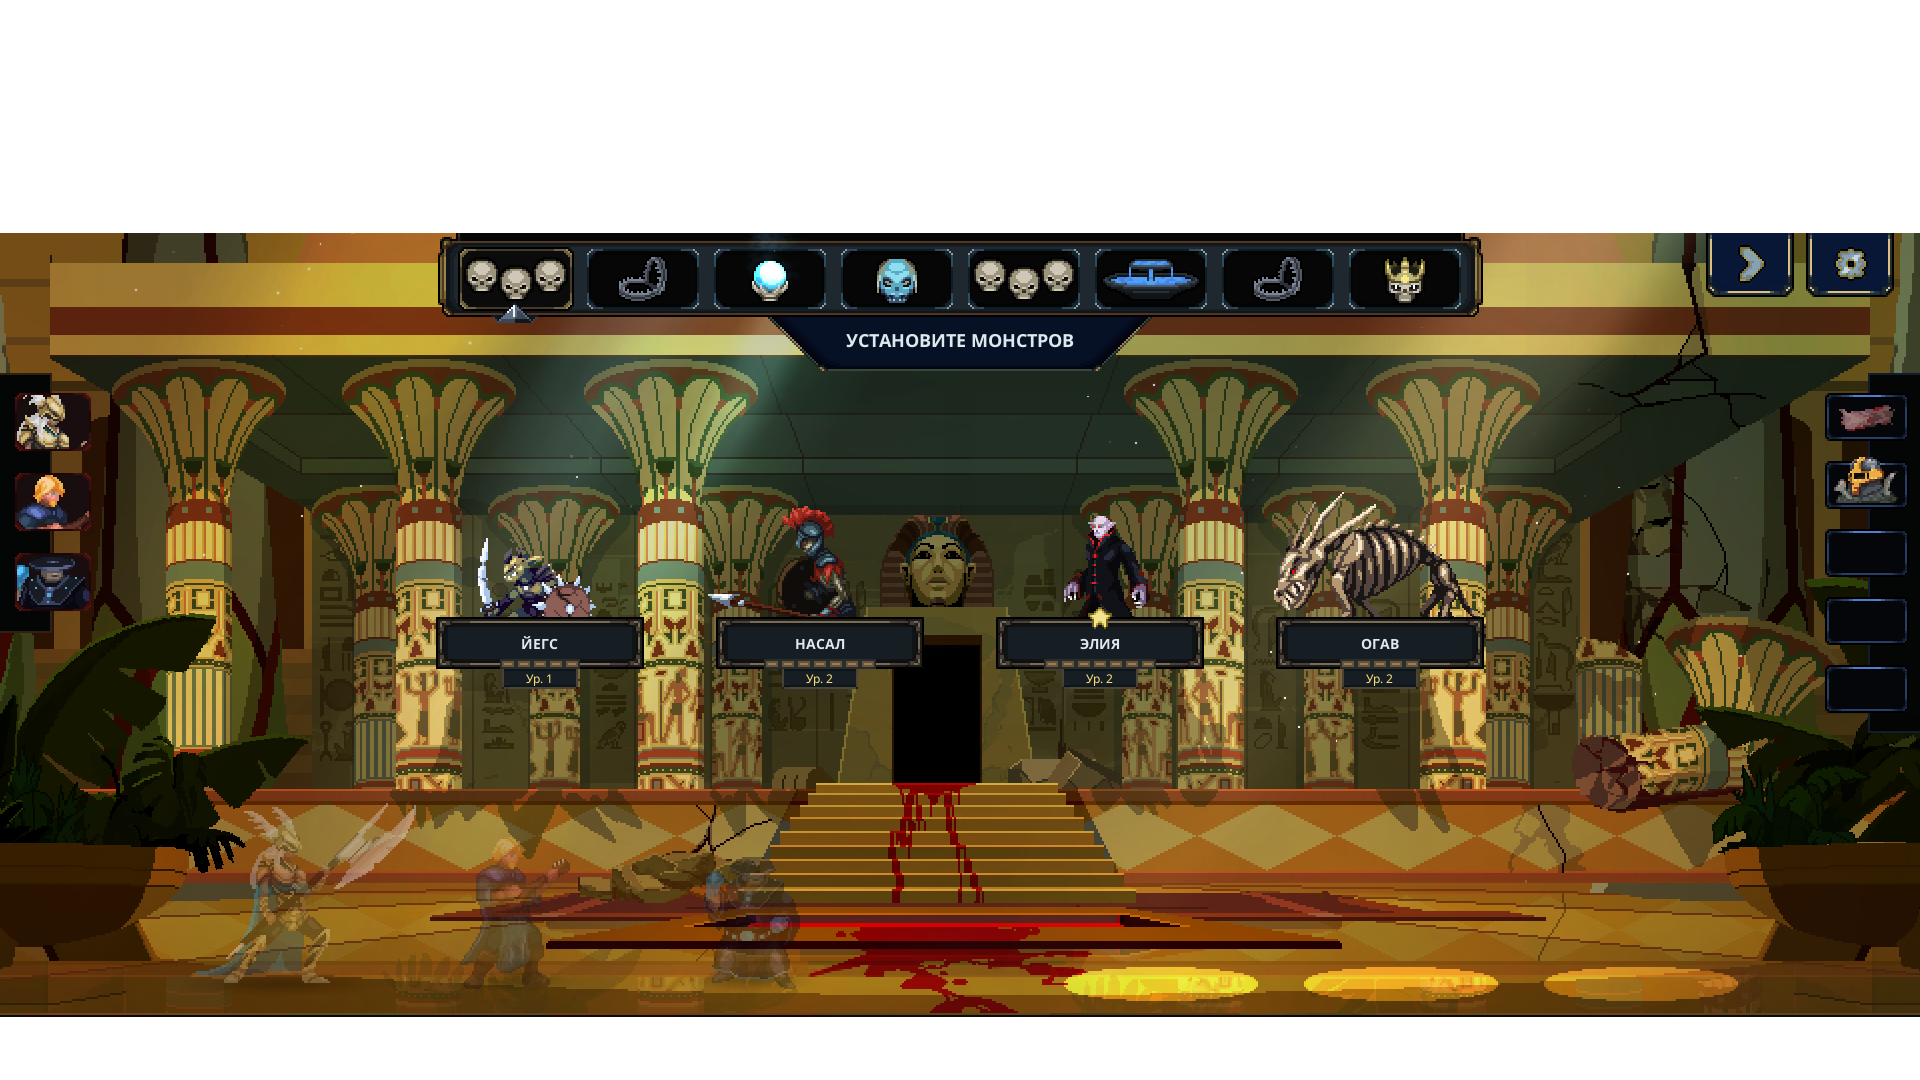 УСТАНОВИТЕ МОНСТРОВ
ЙЕГС
НАСАЛ
ЭЛИЯ
ОГАВ
Ур. 1
Ур. 2
Ур. 2
Ур. 2